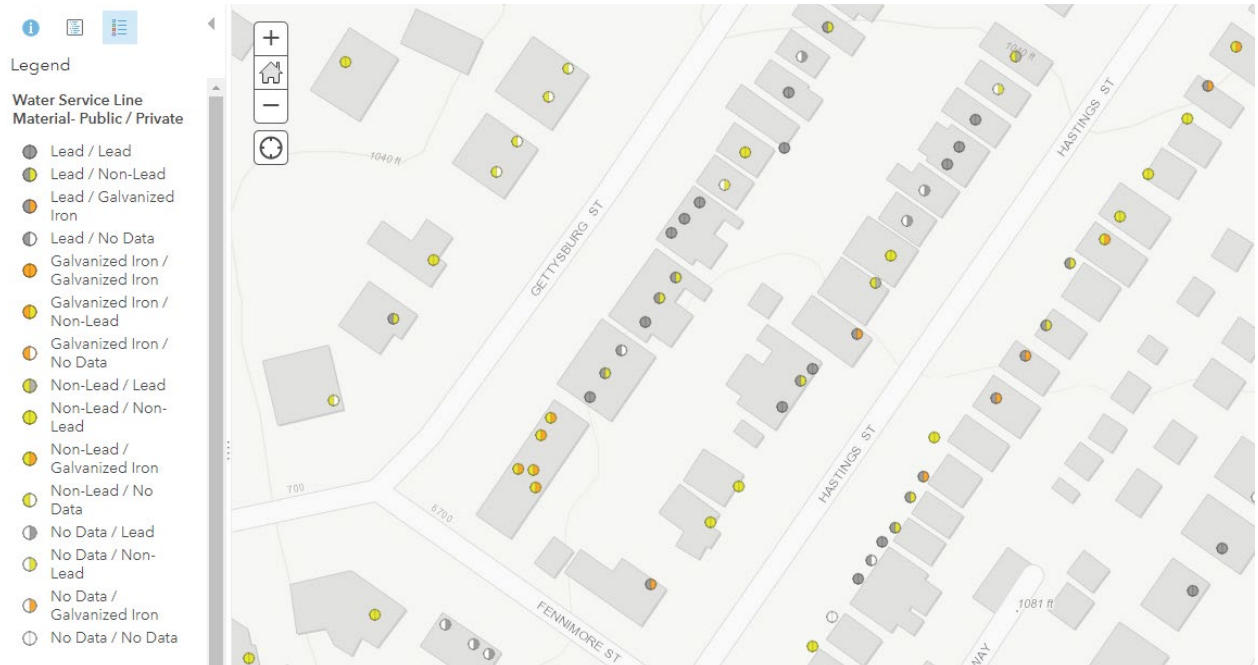 Legend
Water Service Line
Material- Public / Private
Lead / Lead
Lead / Non-Lead
Lead / Galvanized
Iron
Lead / No Data
Galvanized Iron /
Galvanized Iron
Galvanized Iron /
Non-Lead
Galvanized Iron /
No Data
Non-Lead / Lead
Non-Lead / Non-
Lead
Non-Lead /
Galvanized Iron
Non-Lead / No
Data
No Data / Lead
No Data / Non-
Lead
No Data /
Galvanized Iron
No Data / No Data
1040 ft
1040 ft
HASTINGS ST
GETTYSBURG ST
HASTINGS ST
700
6700
FENNIMORE ST
1081 ft
WAY